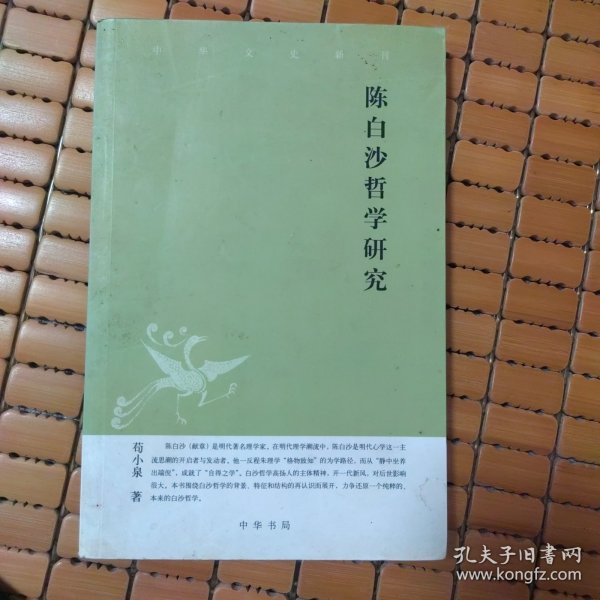 中华文史新刊
陈白沙哲学研究
苟小泉 著
陈白沙（献章）是明代著名理学家，在明代理学潮流中，陈白沙是明代心学这一主
流思潮的开启者与发动者。他一反程朱理学“格物致知”的为学路径，而从“静中坐养
出端倪”，成就了“自得之学”。白沙哲学高扬人的主体精神，开一代新风，对后世影响
很大。本书围绕白沙哲学的背景、特征和结构的再认识而展开，力争还原一个纯粹的、
本来的白沙哲学。
中华书局
孔夫子旧书网
www.kongfz.com